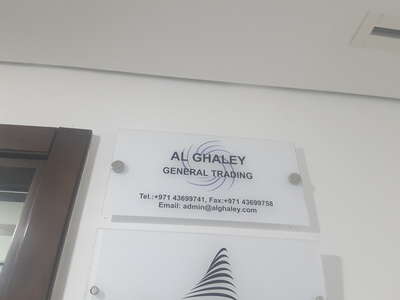 AL GHALEY
GENERAL TRADING
Tel.:+971 43699741, Fax:+971 43699758
Email: admin@alghaley.com